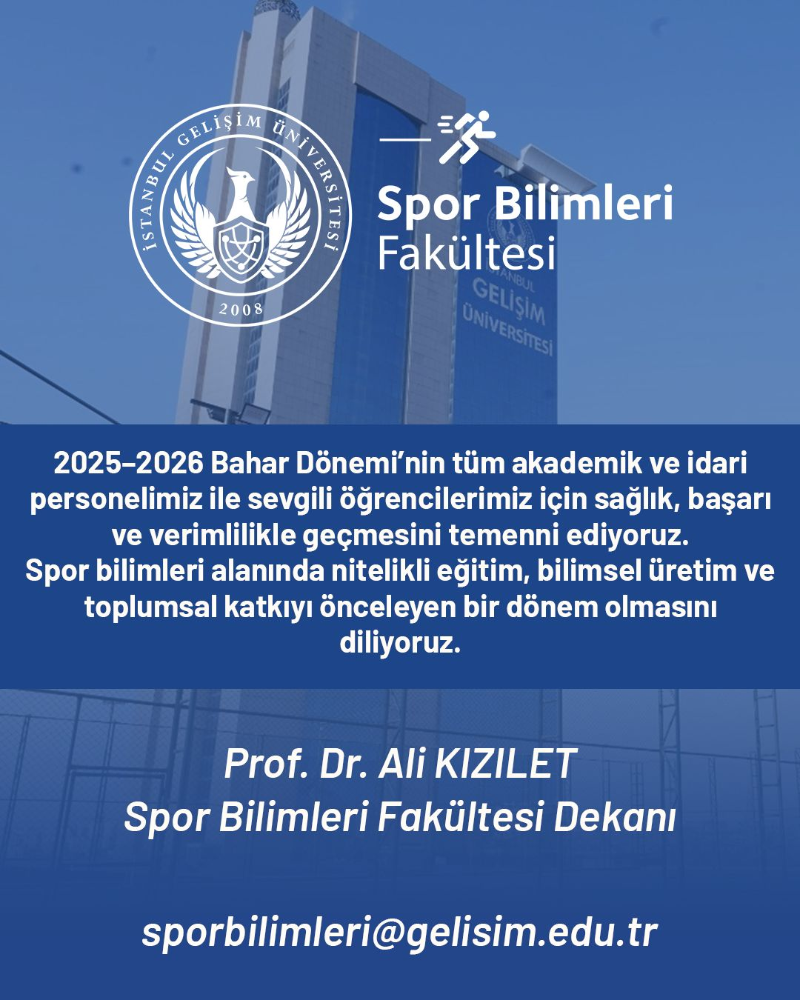 İSTANBUL GELİŞİM ÜNİVERSİTESİ
2008
Spor Bilimleri
Fakültesi
İSTANBUL
GELİŞİM
ÜNİVERSİTESİ
2025–2026 Bahar Dönemi’nin tüm akademik ve idari
personelimiz ile sevgili öğrencilerimiz için sağlık, başarı
ve verimlilikle geçmesini temenni ediyoruz.
Spor bilimleri alanında nitelikli eğitim, bilimsel üretim ve
toplumsal katkıyı önceleyen bir dönem olmasını
diliyoruz.
Prof. Dr. Ali KIZILET
Spor Bilimleri Fakültesi Dekanı
sporbilimleri@gelisim.edu.tr